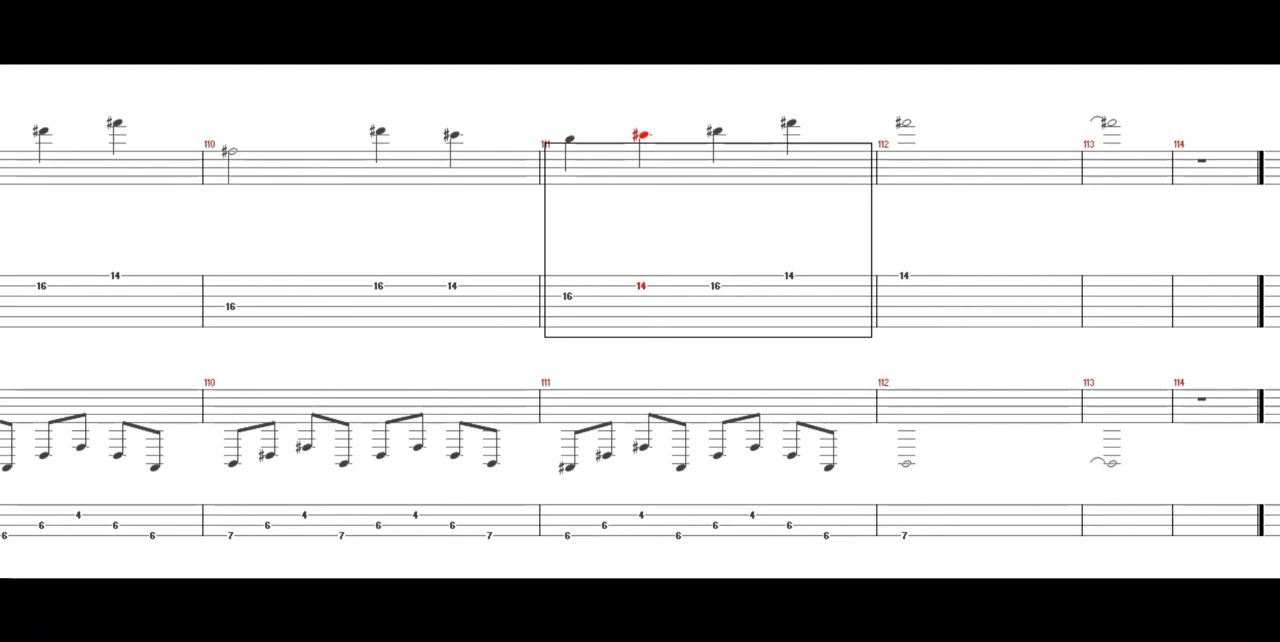 110 111 112 113 114
14 14 14
16 16 14 14 16
16
16
110 111 112 113 114
4 4 4 4 4
6 6 6 6 6 6 6 6
6 6 7 7 7 6 6 6 7